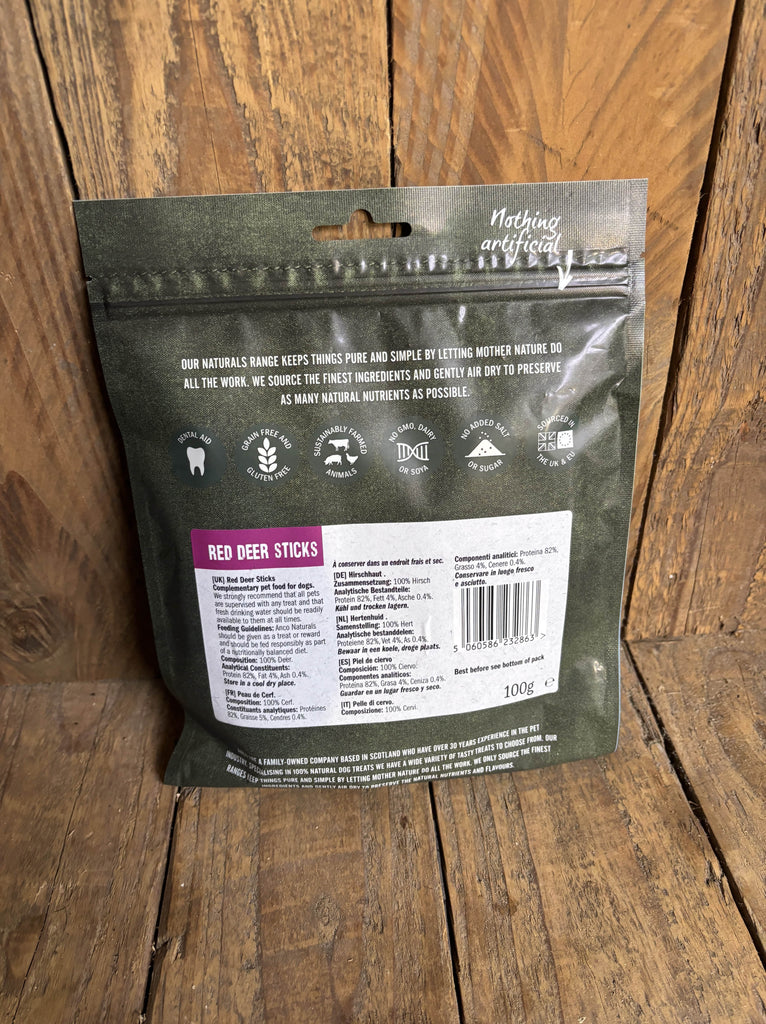 Nothing
artificial
OUR NATURALS RANGE KEEPS THINGS PURE AND SIMPLE BY LETTING MOTHER NATURE DO
ALL THE WORK. WE SOURCE THE FINEST INGREDIENTS AND GENTLY AIR DRY TO PRESERVE
AS MANY NATURAL NUTRIENTS AS POSSIBLE.
DENTAL AID
GRAIN FREE AND
GLUTEN FREE
SUSTAINABLY FARMED
ANIMALS
NO GMO, DAIRY
OR SOYA
NO ADDED SALT
OR SUGAR
SOURCED IN
THE UK & EU
RED DEER STICKS
[UK] Red Deer Sticks
Complementary pet food for dogs.
We strongly recommend that all pets
are supervised with any treat and that
fresh drinking water should be readily
available to them at all times.
Feeding Guidelines: Anco Naturals
should be given as a treat or reward
and should be fed responsibly as part
of a nutritionally balanced diet.
Composition: 100% Deer.
Analytical Constituents:
Protein 82%, Fat 4%, Ash 0.4%.
Store in a cool dry place.
[FR] Peau de Cerf.
Composition: 100% Cerf.
Constituants analytiques: Protéines
82%, Graisse 5%, Cendres 0.4%.
À conserver dans un endroit frais et sec.
[DE] Hirschhaut .
Zusammensetzung: 100% Hirsch
Analytische Bestandteile:
Protein 82%, Fett 4%, Asche 0.4%.
Kühl und trocken lagern.
[NL] Hertenhuid .
Samenstelling: 100% Hert
Analytische bestanddelen:
Proteïene 82%, Vet 4%, As 0.4%.
Bewaar in een koele, droge plaats.
[ES] Piel de ciervo
Composición: 100% Ciervo:
Componentes analíticos:
Proteína 82%, Grasa 4%, Ceniza 0.4%.
Guardar en un lugar fresco y seco.
[IT] Pelle di cervo.
Composizione: 100% Cervi.
Componenti analitici: Proteina 82%,
Grasso 4%, Cenere 0.4%.
Conservare in luogo fresco
e asciutto.
5 060586 232863 >
Best before see bottom of pack
100g ℮
A FAMILY-OWNED COMPANY BASED IN SCOTLAND WHO HAVE OVER 30 YEARS EXPERIENCE IN THE PET
INDUSTRY, SPECIALISING IN 100% NATURAL DOG TREATS WE HAVE A WIDE VARIETY OF TASTY TREATS TO CHOOSE FROM. OUR
RANGES KEEP THINGS PURE AND SIMPLE BY LETTING MOTHER NATURE DO ALL THE WORK. WE ONLY SOURCE THE FINEST
INGREDIENTS AND GENTLY AIR DRY TO PRESERVE THE NATURAL NUTRIENTS AND FLAVOURS.